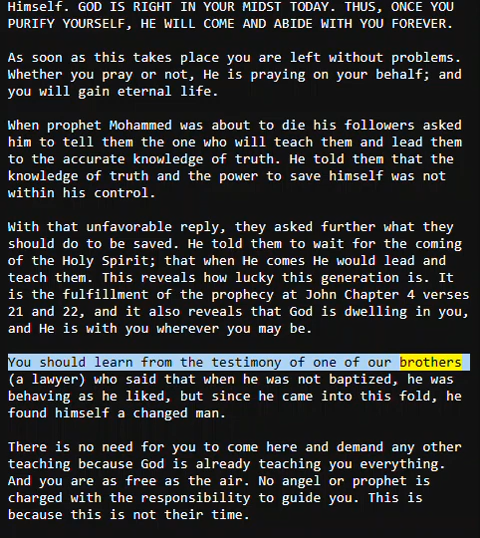 Himself. GOD IS RIGHT IN YOUR MIDST TODAY. THUS, ONCE YOU
PURIFY YOURSELF, HE WILL COME AND ABIDE WITH YOU FOREVER.
As soon as this takes place you are left without problems.
Whether you pray or not, He is praying on your behalf; and
you will gain eternal life.
When prophet Mohammed was about to die his followers asked
him to tell them the one who will teach them and lead them
to the accurate knowledge of truth. He told them that the
knowledge of truth and the power to save himself was not
within his control.
With that unfavorable reply, they asked further what they
should do to be saved. He told them to wait for the coming
of the Holy Spirit; that when He comes He would lead and
teach them. This reveals how lucky this generation is. It
is the fulfillment of the prophecy at John Chapter 4 verses
21 and 22, and it also reveals that God is dwelling in you,
and He is with you wherever you may be.
You should learn from the testimony of one of our brothers
(a lawyer) who said that when he was not baptized, he was
behaving as he liked, but since he came into this fold, he
found himself a changed man.
There is no need for you to come here and demand any other
teaching because God is already teaching you everything.
And you are as free as the air. No angel or prophet is
charged with the responsibility to guide you. This is
because this is not their time.